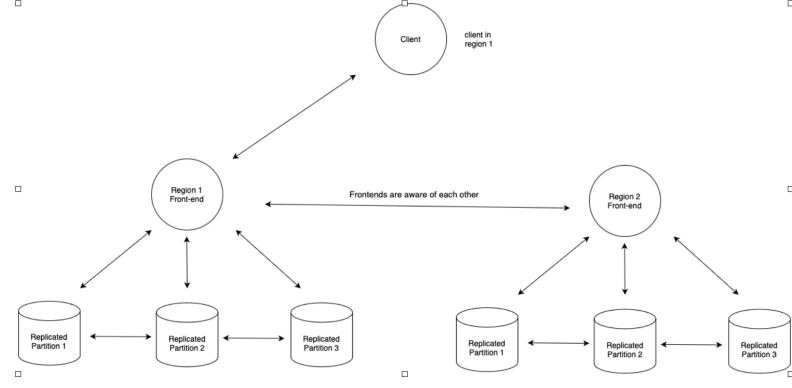 Client
client in
region 1
Region 1
Front-end
Frontends are aware of each other
Region 2
Front-end
Replicated
Partition 1
Replicated
Partition 2
Replicated
Partition 3
Replicated
Partition 1
Replicated
Partition 2
Replicated
Partition 3